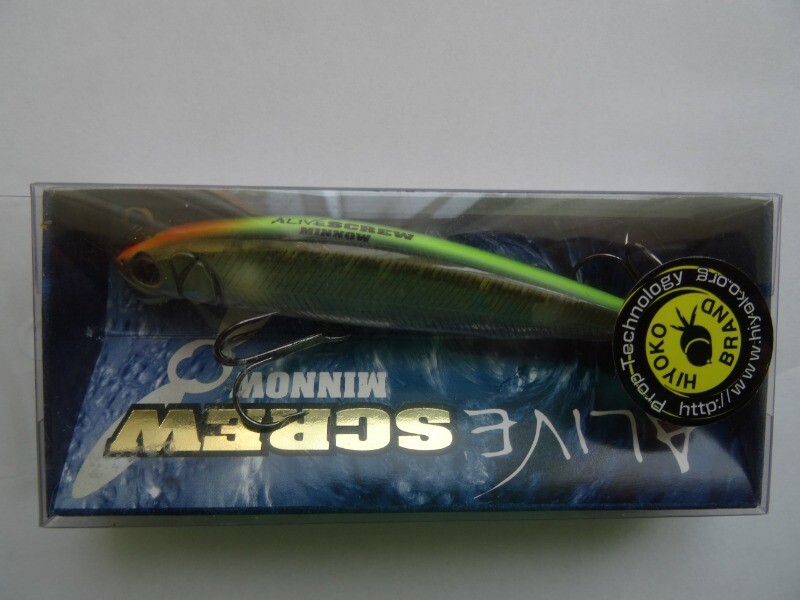 ALIVESCREW
MINNOW
ALIVE SCREW
MINNOW
HIYOKO BRAND
Prop Technology
http://www.hiyoko.org